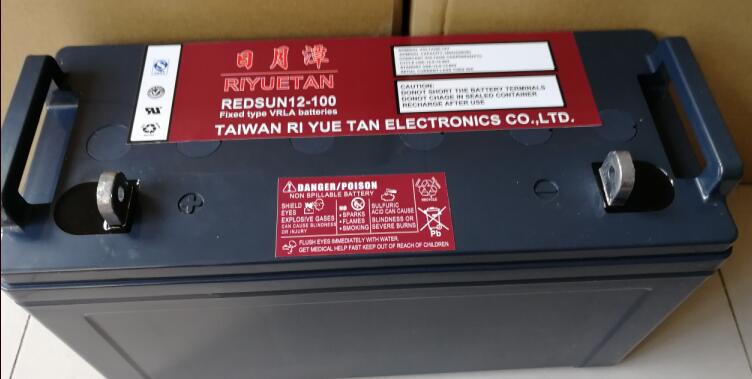 日月潭
RIYUETAN
REDSUN12-100
Fixed type VRLA batteries
TAIWAN RI YUE TAN ELECTRONICS CO.,LTD.
CAUTION:
DONOT SHORT THE BATTERY TERMINALS
DONOT CHAGE IN SEALED CONTAINER
RECHARGE AFTER USE
DANGER/POISON
NON SPILLABLE BATTERY
SHIELD
EYES
EXPLOSIVE GASES
CAN CAUSE BLINDNESS
OR INJURY
NO
• SPARKS
• FLAMES
• SMOKING
SULFURIC
ACID CAN CAUSE
BLINDNESS OR
SEVERE BURNS
RECYCLE
Pb
FLUSH EYES IMMEDIATELY WITH WATER.
GET MEDICAL HELP FAST KEEP OUT OF REACH OF CHILDREN